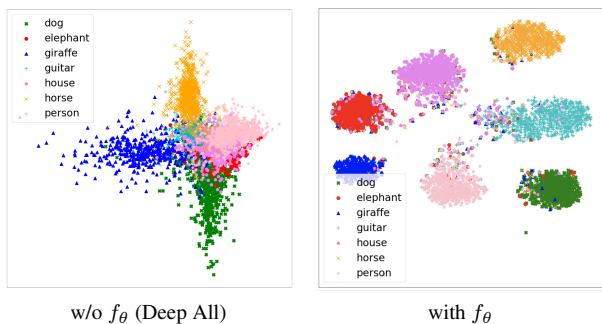 dog
elephant
giraffe
guitar
house
horse
person
dog
elephant
giraffe
guitar
house
horse
person
w/o fθ (Deep All)
with fθ